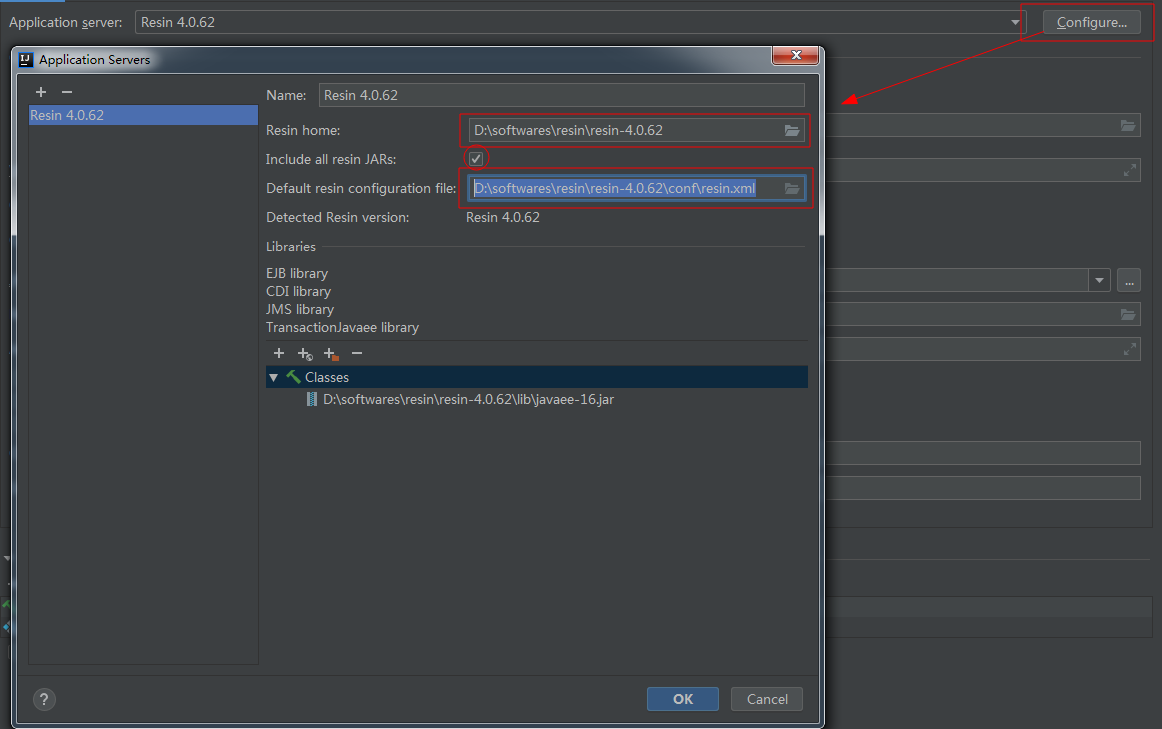 Application server: Resin 4.0.62 Configure...
Application Servers
Resin 4.0.62
Name: Resin 4.0.62
Resin home: D:\softwares\resin\resin-4.0.62
Include all resin JARs:
Default resin configuration file: D:\softwares\resin\resin-4.0.62\conf\resin.xml
Detected Resin version: Resin 4.0.62
Libraries
EJB library
CDI library
JMS library
TransactionJavaee library
Classes
D:\softwares\resin\resin-4.0.62\lib\javaee-16.jar
...
? OK Cancel